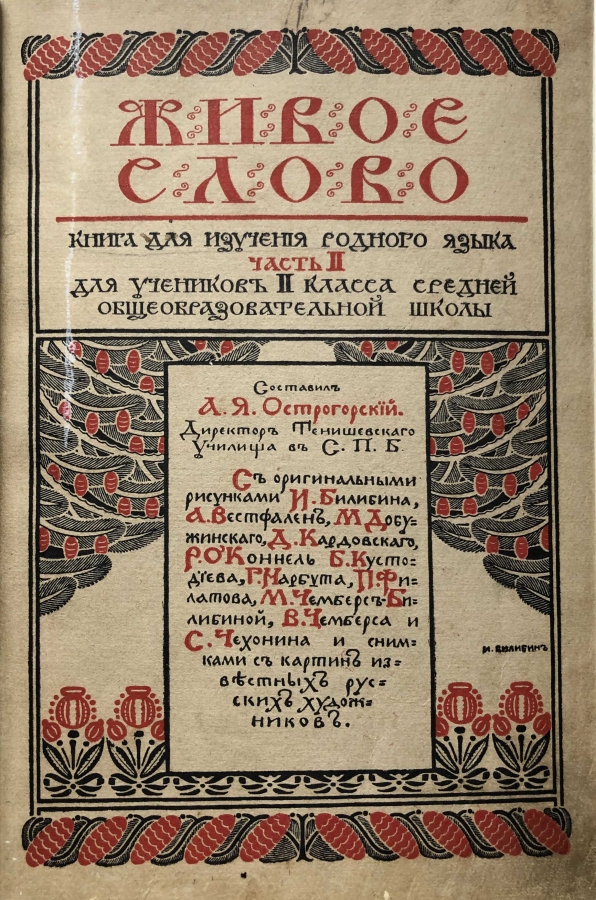 ЖИВОЕ
СЛОВО
КНИГА ДЛЯ ИЗУЧЕНІЯ РОДНОГО ЯЗЫКА
ЧАСТЬ II
ДЛЯ УЧЕНИКОВЪ II КЛАССА СРЕДНЕЙ
ОБЩЕОБРАЗОВАТЕЛЬНОЙ ШКОЛЫ
Составилъ
А. Я. Острогорскій.
Директоръ Тенишевскаго
Училища въ С. П. Б.
Съ оригинальными
рисунками И. Билибина,
А. Вестфаленъ, М. Добу-
жинскаго, Д. Кардовскаго,
Р. О'Коннель Б. Кусто-
діева, Г. Нарбута, П. Фи-
латова, М. Чемберсъ-Би-
либиной, В. Чемберса и
С. Чехонина и сним-
ками съ картинъ из-
вѣстныхъ рус-
скихъ худож-
никовъ.
И. БИЛИБИНЪ